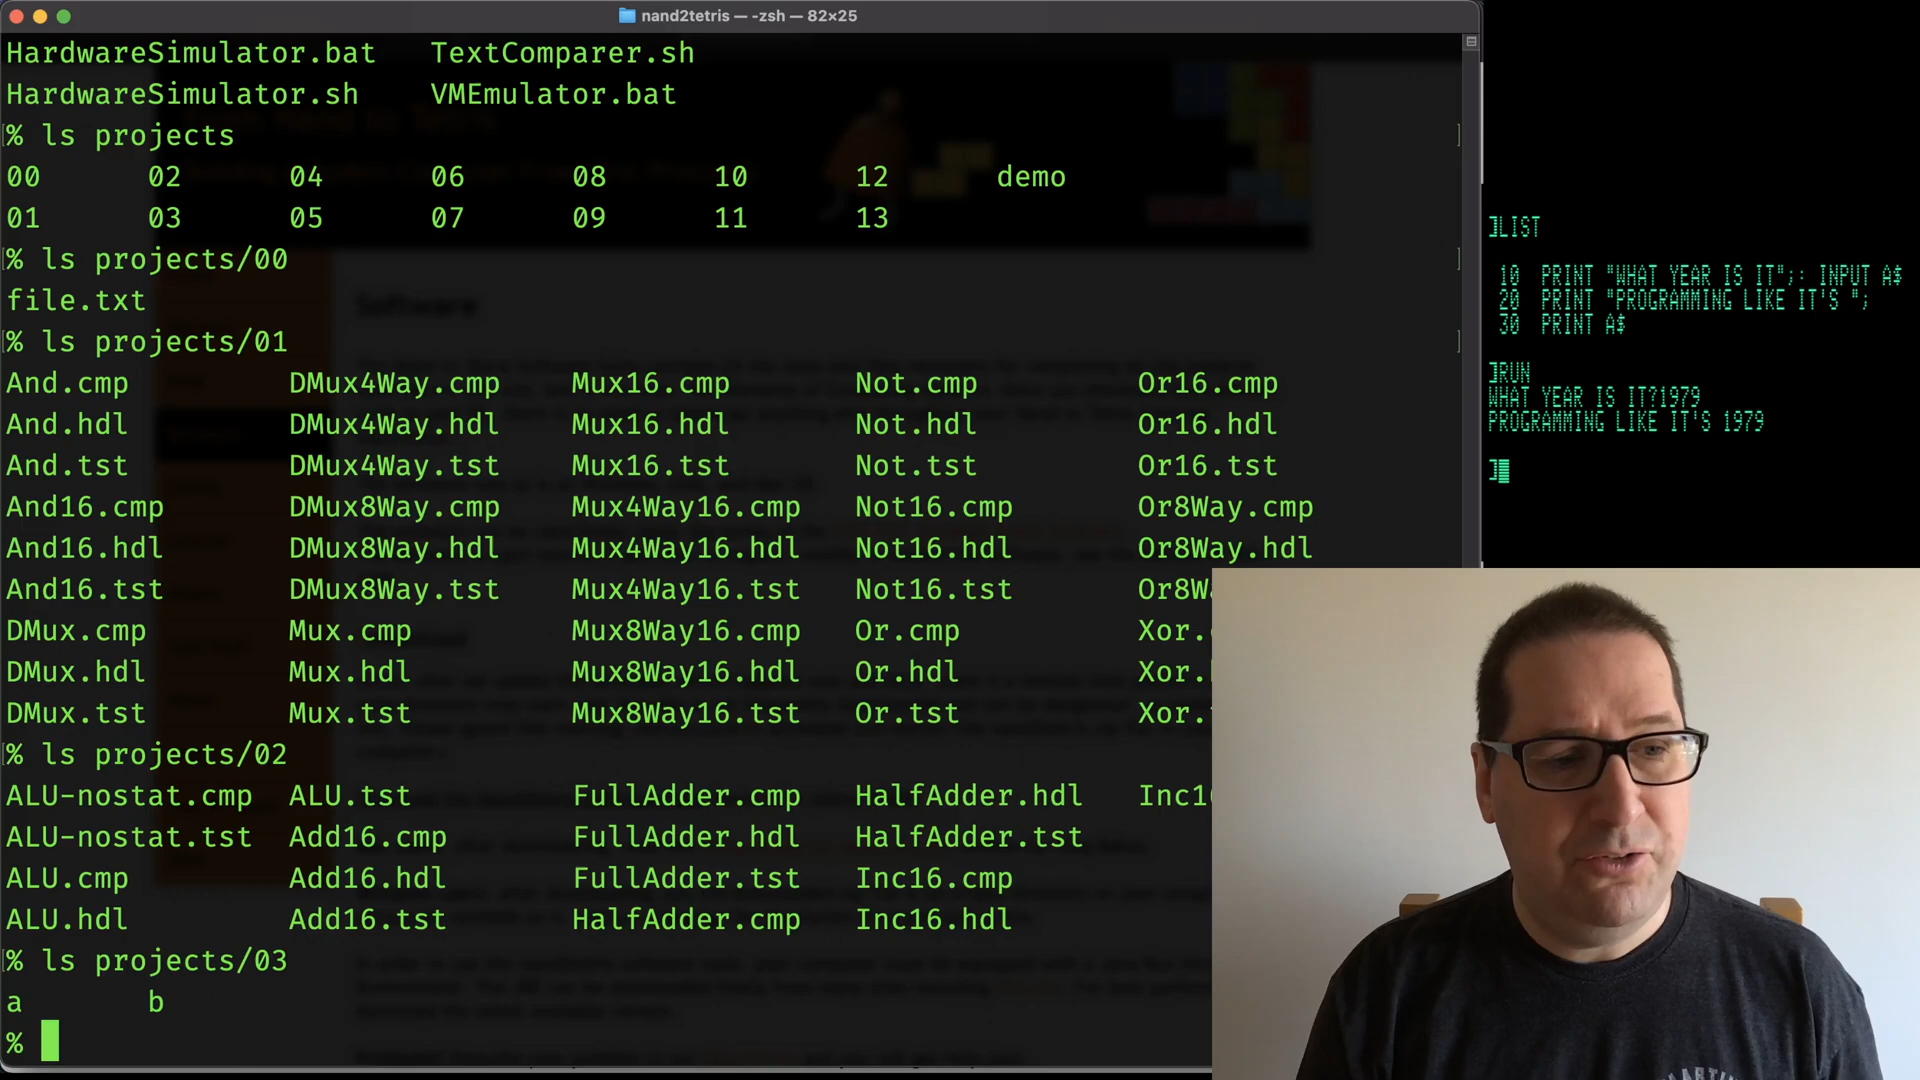 nand2tetris — -zsh — 82×25
HardwareSimulator.bat TextComparer.sh
HardwareSimulator.sh VMEmulator.bat
% ls projects
00 02 04 06 08 10 12 demo
01 03 05 07 09 11 13
% ls projects/00
file.txt
% ls projects/01
And.cmp DMux4Way.cmp Mux16.cmp Not.cmp Or16.cmp
And.hdl DMux4Way.hdl Mux16.hdl Not.hdl Or16.hdl
And.tst DMux4Way.tst Mux16.tst Not.tst Or16.tst
And16.cmp DMux8Way.cmp Mux4Way16.cmp Not16.cmp Or8Way.cmp
And16.hdl DMux8Way.hdl Mux4Way16.hdl Not16.hdl Or8Way.hdl
And16.tst DMux8Way.tst Mux4Way16.tst Not16.tst Or8Wa
DMux.cmp Mux.cmp Mux8Way16.cmp Or.cmp Xor.
DMux.hdl Mux.hdl Mux8Way16.hdl Or.hdl Xor.
DMux.tst Mux.tst Mux8Way16.tst Or.tst Xor.
% ls projects/02
ALU-nostat.cmp ALU.tst FullAdder.cmp HalfAdder.hdl Inc1
ALU-nostat.tst Add16.cmp FullAdder.hdl HalfAdder.tst
ALU.cmp Add16.hdl FullAdder.tst Inc16.cmp
ALU.hdl Add16.tst HalfAdder.cmp Inc16.hdl
% ls projects/03
a b
%
Software
]LIST
10 PRINT "WHAT YEAR IS IT";: INPUT A$
20 PRINT "PROGRAMMING LIKE IT'S ";
30 PRINT A$
]RUN
WHAT YEAR IS IT?1979
PROGRAMMING LIKE IT'S 1979
]